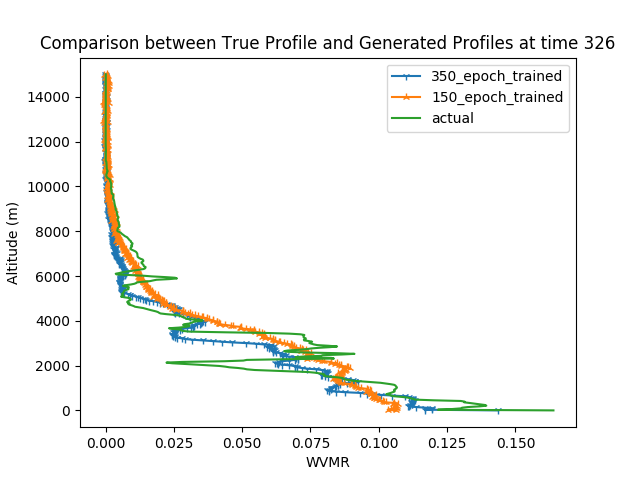 Comparison between True Profile and Generated Profiles at time 326
350_epoch_trained
150_epoch_trained
actual
Altitude (m)
14000
12000
10000
8000
6000
4000
2000
0
0.000 0.025 0.050 0.075 0.100 0.125 0.150
WVMR